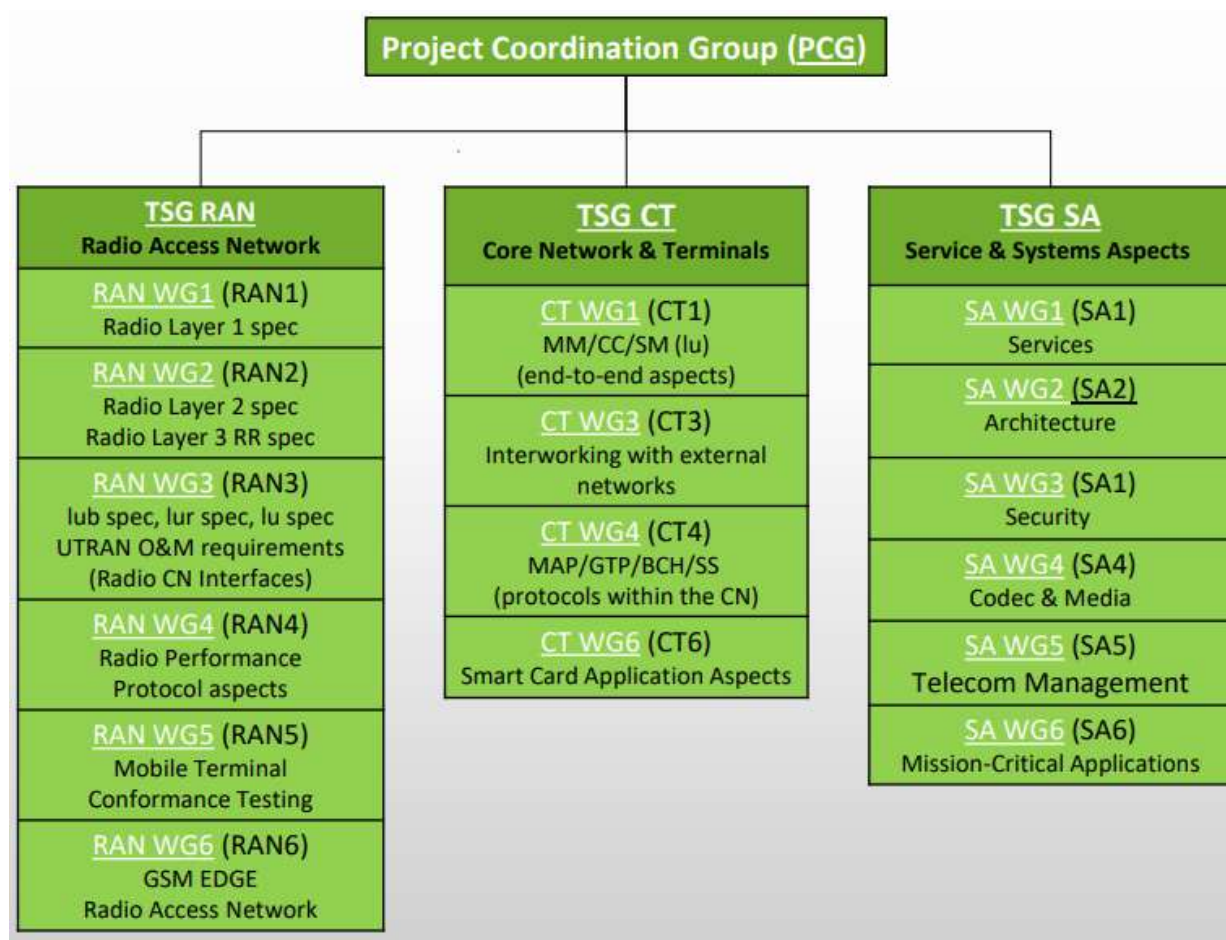 Project Coordination Group (PCG)
TSG RAN
Radio Access Network
RAN WG1 (RAN1)
Radio Layer 1 spec
RAN WG2 (RAN2)
Radio Layer 2 spec
Radio Layer 3 RR spec
RAN WG3 (RAN3)
lub spec, lur spec, lu spec
UTRAN O&M requirements
(Radio CN Interfaces)
RAN WG4 (RAN4)
Radio Performance
Protocol aspects
RAN WG5 (RAN5)
Mobile Terminal
Conformance Testing
RAN WG6 (RAN6)
GSM EDGE
Radio Access Network
TSG CT
Core Network & Terminals
CT WG1 (CT1)
MM/CC/SM (lu)
(end-to-end aspects)
CT WG3 (CT3)
Interworking with external
networks
CT WG4 (CT4)
MAP/GTP/BCH/SS
(protocols within the CN)
CT WG6 (CT6)
Smart Card Application Aspects
TSG SA
Service & Systems Aspects
SA WG1 (SA1)
Services
SA WG2 (SA2)
Architecture
SA WG3 (SA1)
Security
SA WG4 (SA4)
Codec & Media
SA WG5 (SA5)
Telecom Management
SA WG6 (SA6)
Mission-Critical Applications